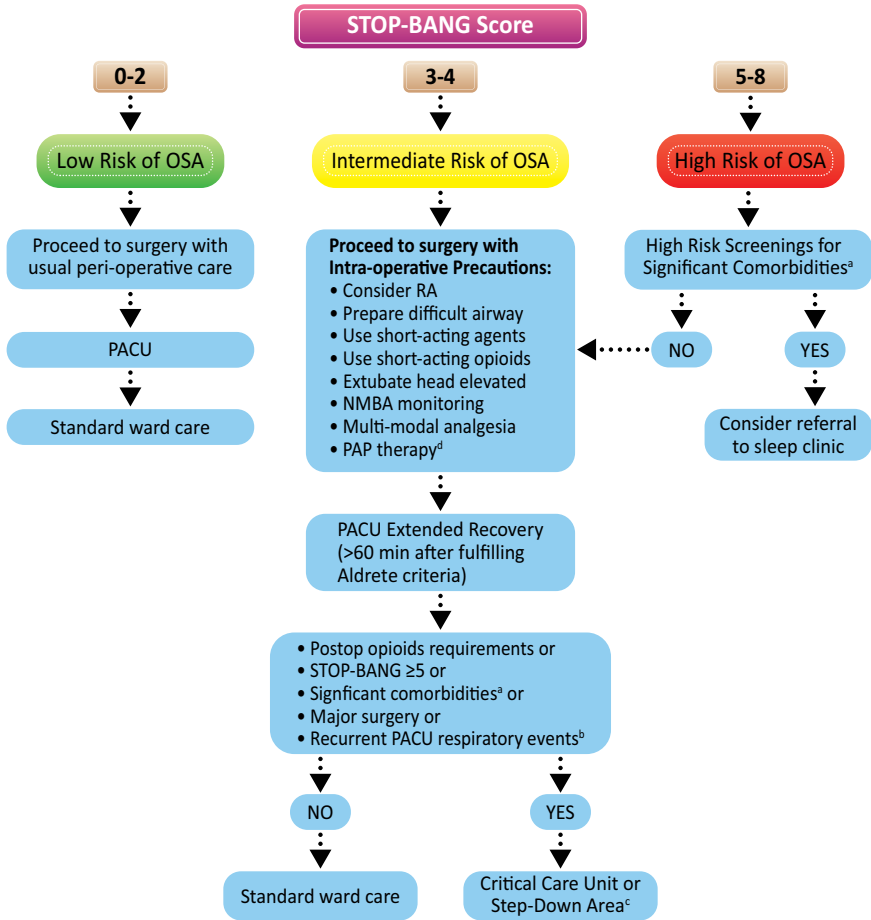 STOP-BANG Score
0-2
3-4
5-8
Low Risk of OSA
Intermediate Risk of OSA
High Risk of OSA
Proceed to surgery with
usual peri-operative care
PACU
Standard ward care
Proceed to surgery with
Intra-operative Precautions:
• Consider RA
• Prepare difficult airway
• Use short-acting agents
• Use short-acting opioids
• Extubate head elevated
• NMBA monitoring
• Multi-modal analgesia
• PAP therapyᵈ
High Risk Screenings for
Significant Comorbiditiesᵃ
NO
YES
Consider referral
to sleep clinic
PACU Extended Recovery
(>60 min after fulfilling
Aldrete criteria)
• Postop opioids requirements or
• STOP-BANG ≥5 or
• Signficant comorbiditiesᵃ or
• Major surgery or
• Recurrent PACU respiratory eventsᵇ
NO
YES
Standard ward care
Critical Care Unit or
Step-Down Areaᶜ